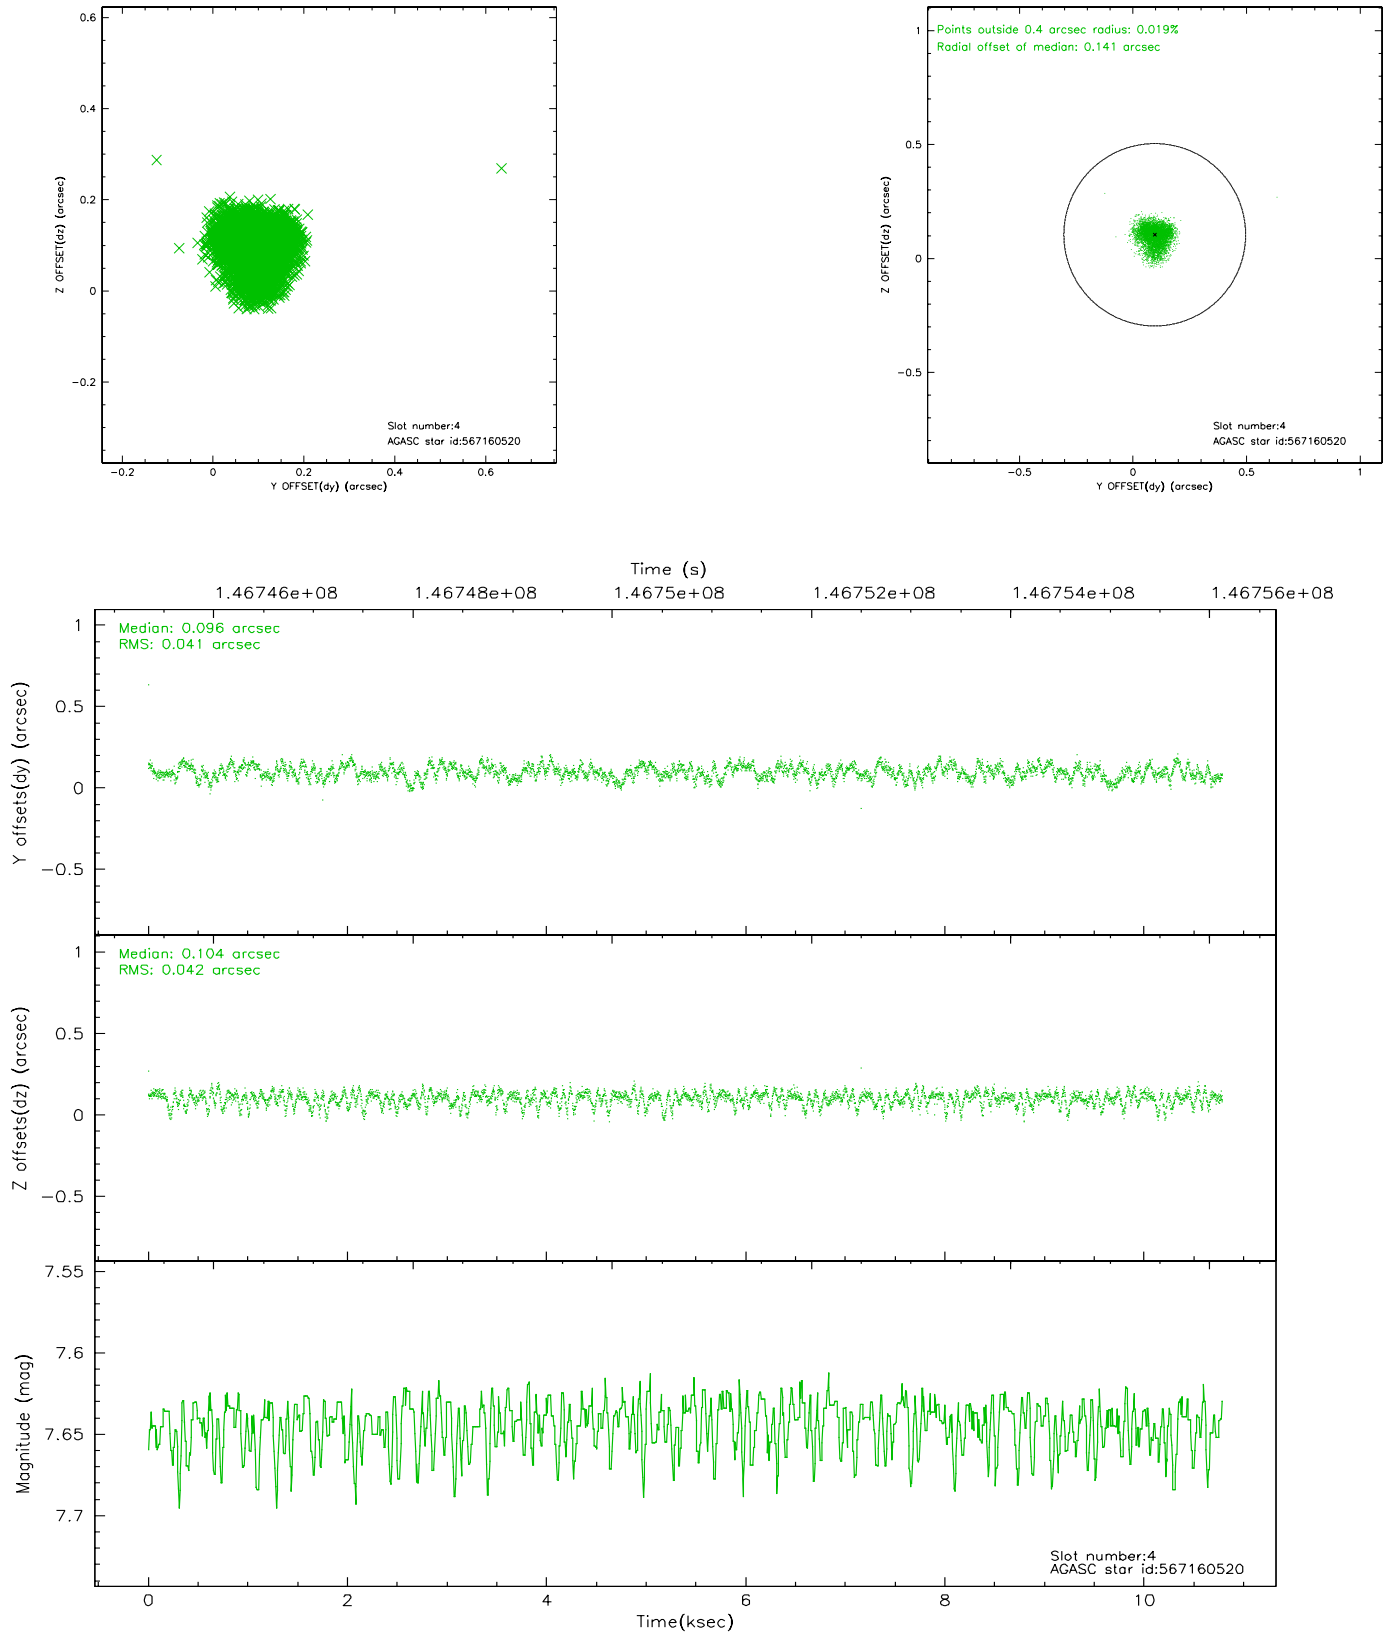 0.6
0.4
0.2
0
−0.2
Z OFFSET(dz) (arcsec)
Slot number:4
AGASC star id:567160520
−0.2 0 0.2 0.4 0.6
Y OFFSET(dy) (arcsec)
Points outside 0.4 arcsec radius: 0.019%
Radial offset of median: 0.141 arcsec
1
0.5
0
−0.5
Z OFFSET(dz) (arcsec)
Slot number:4
AGASC star id:567160520
−0.5 0 0.5 1
Y OFFSET(dy) (arcsec)
Time (s)
1.46746e+08 1.46748e+08 1.4675e+08 1.46752e+08 1.46754e+08 1.46756e+08
Median: 0.096 arcsec
RMS: 0.041 arcsec
1
0.5
0
−0.5
Y offsets(dy) (arcsec)
Median: 0.104 arcsec
RMS: 0.042 arcsec
1
0.5
0
−0.5
Z offsets(dz) (arcsec)
7.55
7.6
7.65
7.7
Magnitude (mag)
Slot number:4
AGASC star id:567160520
0 2 4 6 8 10
Time(ksec)